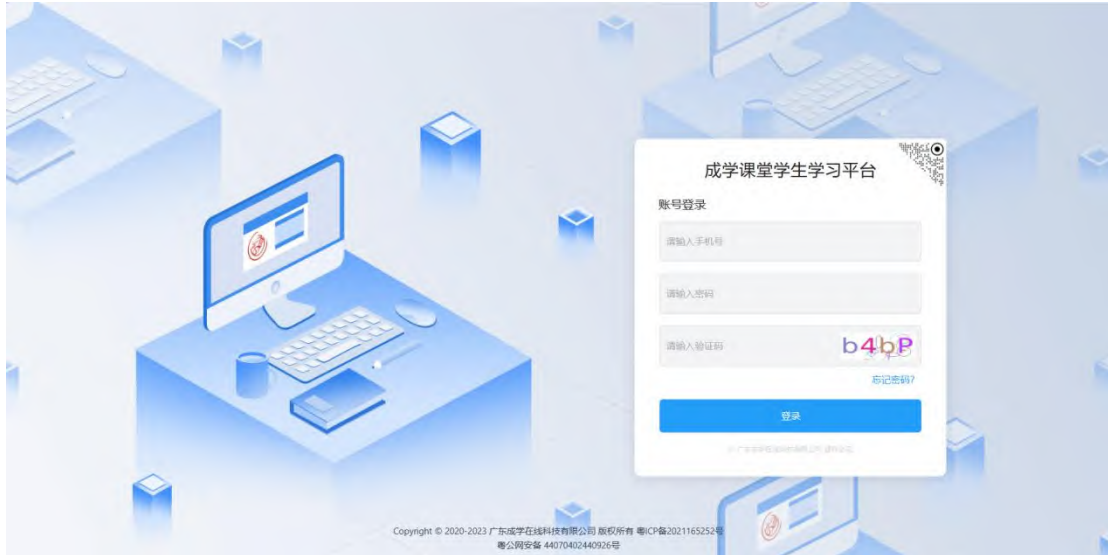 成学课堂学生学习平台
账号登录
请输入手机号
请输入密码
请输入验证码
b4bP
忘记密码?
登录
Copyright © 2020-2023 广东成学在线科技有限公司 版权所有 粤ICP备2021165252号
粤公网安备 44070402440926号